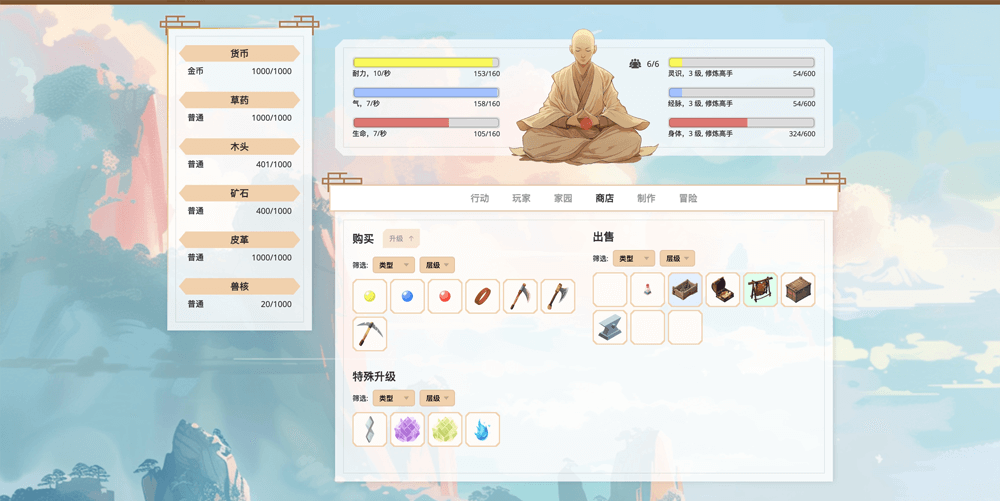 货币
金币 1000/1000
草药
普通 1000/1000
木头
普通 401/1000
矿石
普通 400/1000
皮革
普通 1000/1000
兽核
普通 20/1000
耐力，10/秒 153/160
气，7/秒 158/160
生命，7/秒 105/160
6/6
灵识，3 级, 修炼高手 54/600
经脉，3 级, 修炼高手 54/600
身体，3 级, 修炼高手 324/600
行动 玩家 家园 商店 制作 冒险
购买 升级 ↑
筛选: 类型 层级
出售
筛选: 类型 层级
特殊升级
筛选: 类型 层级